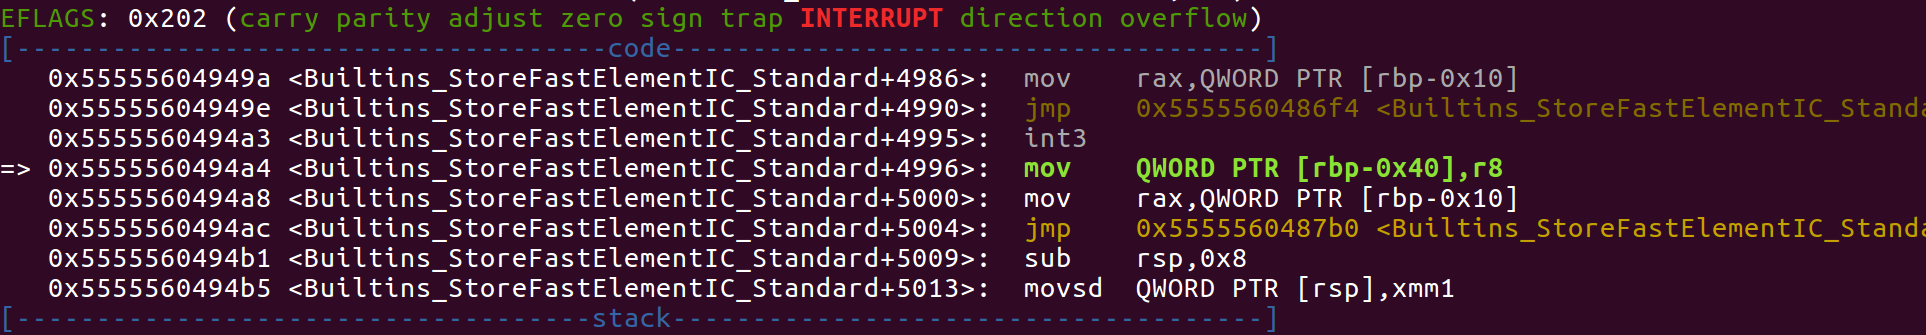 EFLAGS: 0x202 (carry parity adjust zero sign trap INTERRUPT direction overflow)
[-------------------------------------code-------------------------------------]
   0x55555604949a <Builtins_StoreFastElementIC_Standard+4986>:	mov    rax,QWORD PTR [rbp-0x10]
   0x55555604949e <Builtins_StoreFastElementIC_Standard+4990>:	jmp    0x5555560486f4 <Builtins_StoreFastElementIC_Standa
   0x5555560494a3 <Builtins_StoreFastElementIC_Standard+4995>:	int3
=> 0x5555560494a4 <Builtins_StoreFastElementIC_Standard+4996>:	mov    QWORD PTR [rbp-0x40],r8
   0x5555560494a8 <Builtins_StoreFastElementIC_Standard+5000>:	mov    rax,QWORD PTR [rbp-0x10]
   0x5555560494ac <Builtins_StoreFastElementIC_Standard+5004>:	jmp    0x5555560487b0 <Builtins_StoreFastElementIC_Standa
   0x5555560494b1 <Builtins_StoreFastElementIC_Standard+5009>:	sub    rsp,0x8
   0x5555560494b5 <Builtins_StoreFastElementIC_Standard+5013>:	movsd  QWORD PTR [rsp],xmm1
[------------------------------------stack-------------------------------------]